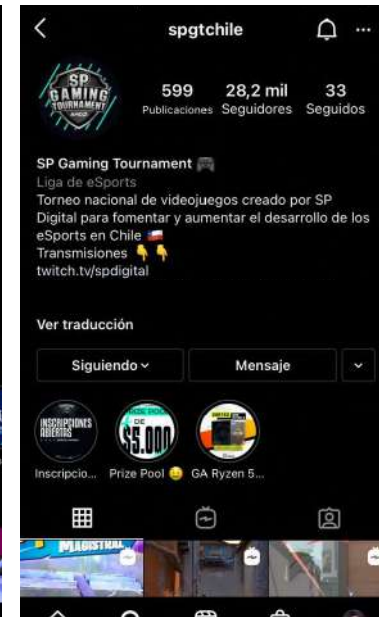 spgtchile
SP
GAMING
TOURNAMENT
AMD
599 28,2 mil 33
Publicaciones Seguidores Seguidos
SP Gaming Tournament 🎮
Liga de eSports
Torneo nacional de videojuegos creado por SP
Digital para fomentar y aumentar el desarrollo de los
eSports en Chile 🇨🇱
Transmisiones 👇👇
twitch.tv/spdigital
Ver traducción
Siguiendo Mensaje
INSCRIPCIONES
ABIERTAS
PRIZE POOL
DE
$5.000
SORTEO
Inscripcio... Prize Pool 🤑 GA Ryzen 5...
MAGISTRAL